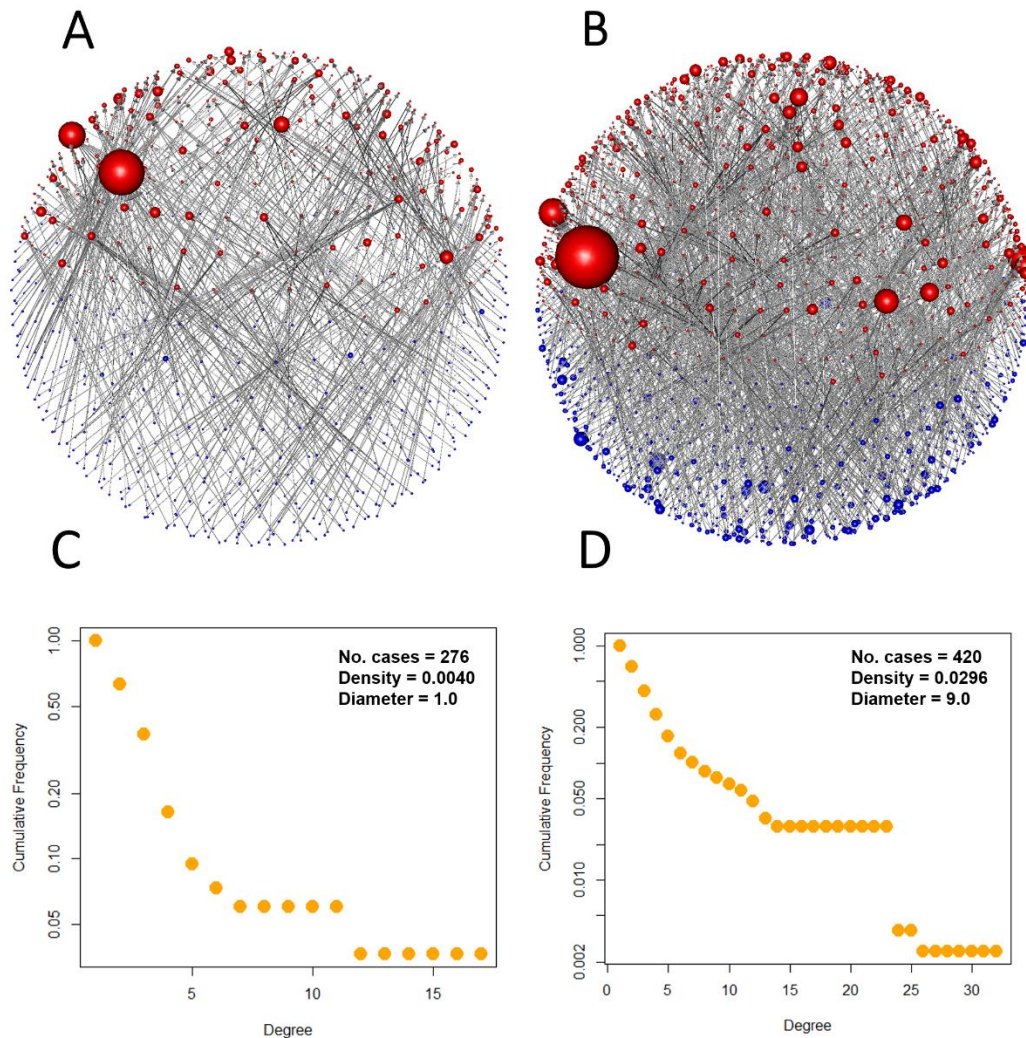 A
B
C
D
1.00
0.50
0.20
0.10
0.05
Cumulative Frequency
No. cases = 276
Density = 0.0040
Diameter = 1.0
5
10
15
Degree
1.000
0.200
0.050
0.010
0.002
Cumulative Frequency
No. cases = 420
Density = 0.0296
Diameter = 9.0
0
5
10
15
20
25
30
Degree